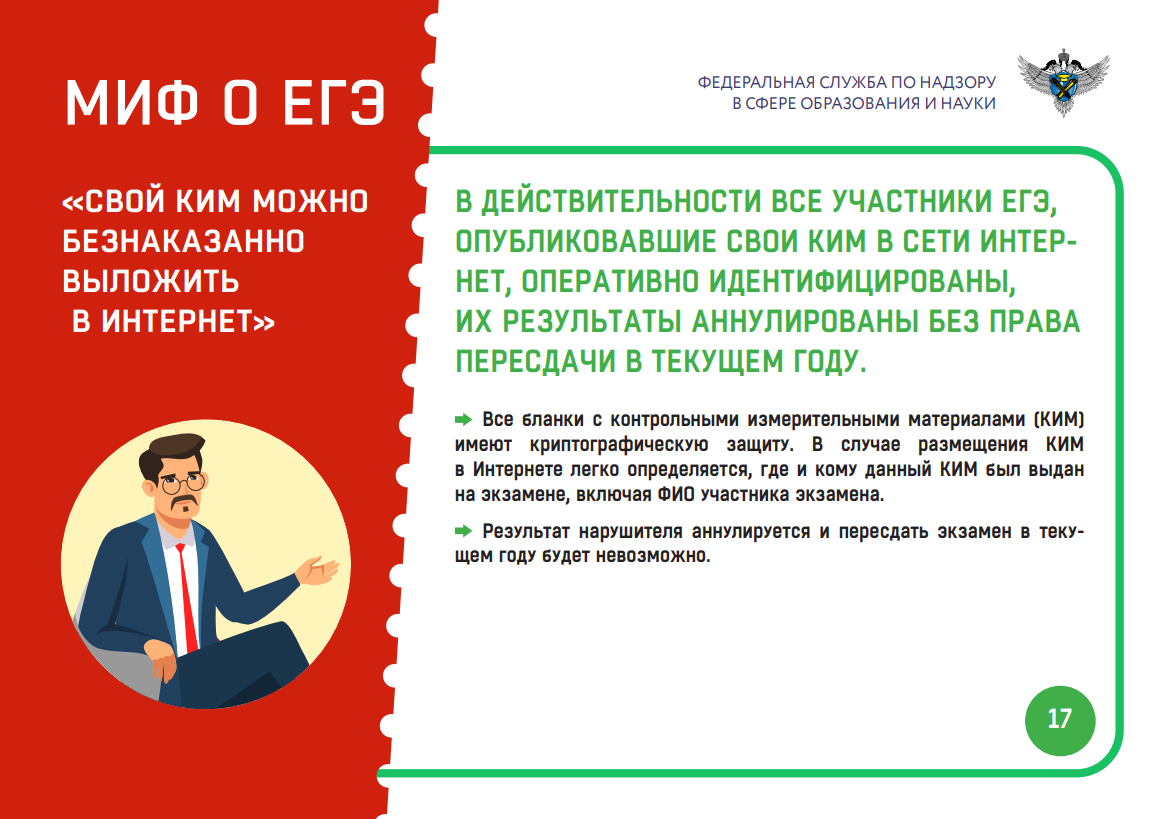 МИФ О ЕГЭ
«СВОЙ КИМ МОЖНО
БЕЗНАКАЗАННО
ВЫЛОЖИТЬ
В ИНТЕРНЕТ»
ФЕДЕРАЛЬНАЯ СЛУЖБА ПО НАДЗОРУ
В СФЕРЕ ОБРАЗОВАНИЯ И НАУКИ
В ДЕЙСТВИТЕЛЬНОСТИ ВСЕ УЧАСТНИКИ ЕГЭ,
ОПУБЛИКОВАВШИЕ СВОИ КИМ В СЕТИ ИНТЕР-
НЕТ, ОПЕРАТИВНО ИДЕНТИФИЦИРОВАНЫ,
ИХ РЕЗУЛЬТАТЫ АННУЛИРОВАНЫ БЕЗ ПРАВА
ПЕРЕСДАЧИ В ТЕКУЩЕМ ГОДУ.
Все бланки с контрольными измерительными материалами (КИМ)
имеют криптографическую защиту. В случае размещения КИМ
в Интернете легко определяется, где и кому данный КИМ был выдан
на экзамене, включая ФИО участника экзамена.
Результат нарушителя аннулируется и пересдать экзамен в теку-
щем году будет невозможно.
17